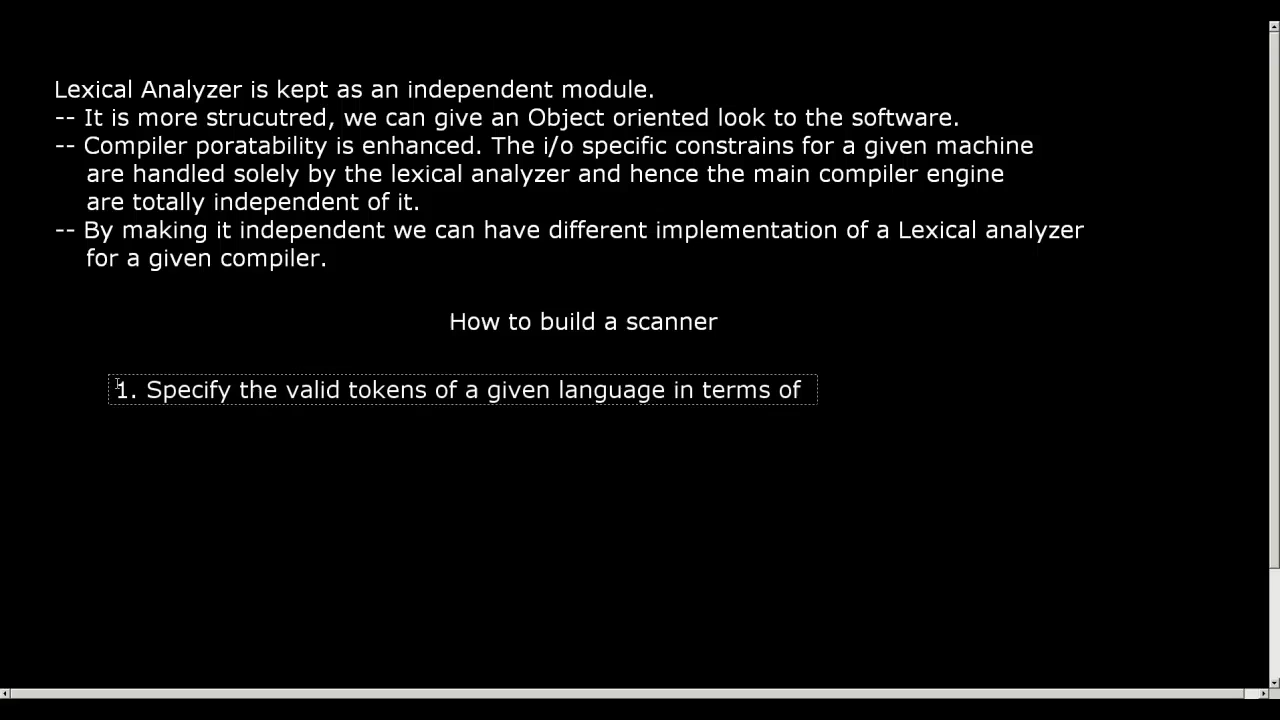 Lexical Analyzer is kept as an independent module.
-- It is more strucutred, we can give an Object oriented look to the software.
-- Compiler poratability is enhanced. The i/o specific constrains for a given machine
are handled solely by the lexical analyzer and hence the main compiler engine
are totally independent of it.
-- By making it independent we can have different implementation of a Lexical analyzer
for a given compiler.
How to build a scanner
1. Specify the valid tokens of a given language in terms of